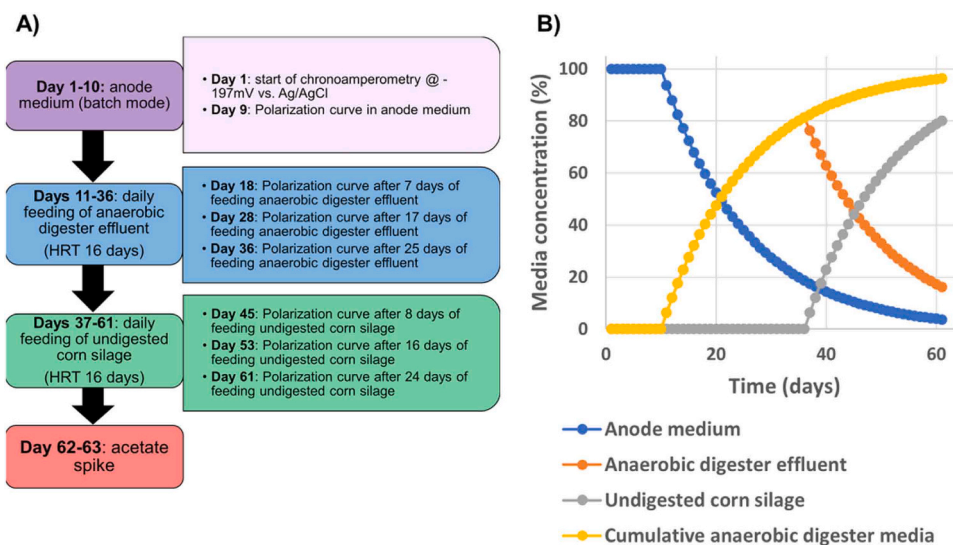 A)
Day 1-10: anode
medium (batch mode)
• Day 1: start of chronoamperometry @ -
197mV vs. Ag/AgCl
• Day 9: Polarization curve in anode medium
Days 11-36: daily
feeding of anaerobic
digester effluent
(HRT 16 days)
• Day 18: Polarization curve after 7 days of
feeding anaerobic digester effluent
• Day 28: Polarization curve after 17 days of
feeding anaerobic digester effluent
• Day 36: Polarization curve after 25 days of
feeding anaerobic digester effluent
Days 37-61: daily
feeding of undigested
corn silage
(HRT 16 days)
• Day 45: Polarization curve after 8 days of
feeding undigested corn silage
• Day 53: Polarization curve after 16 days of
feeding undigested corn silage
• Day 61: Polarization curve after 24 days of
feeding undigested corn silage
Day 62-63: acetate
spike
B)
Media concentration (%)
100
80
60
40
20
0
0 20 40 60
Time (days)
Anode medium
Anaerobic digester effluent
Undigested corn silage
Cumulative anaerobic digester media